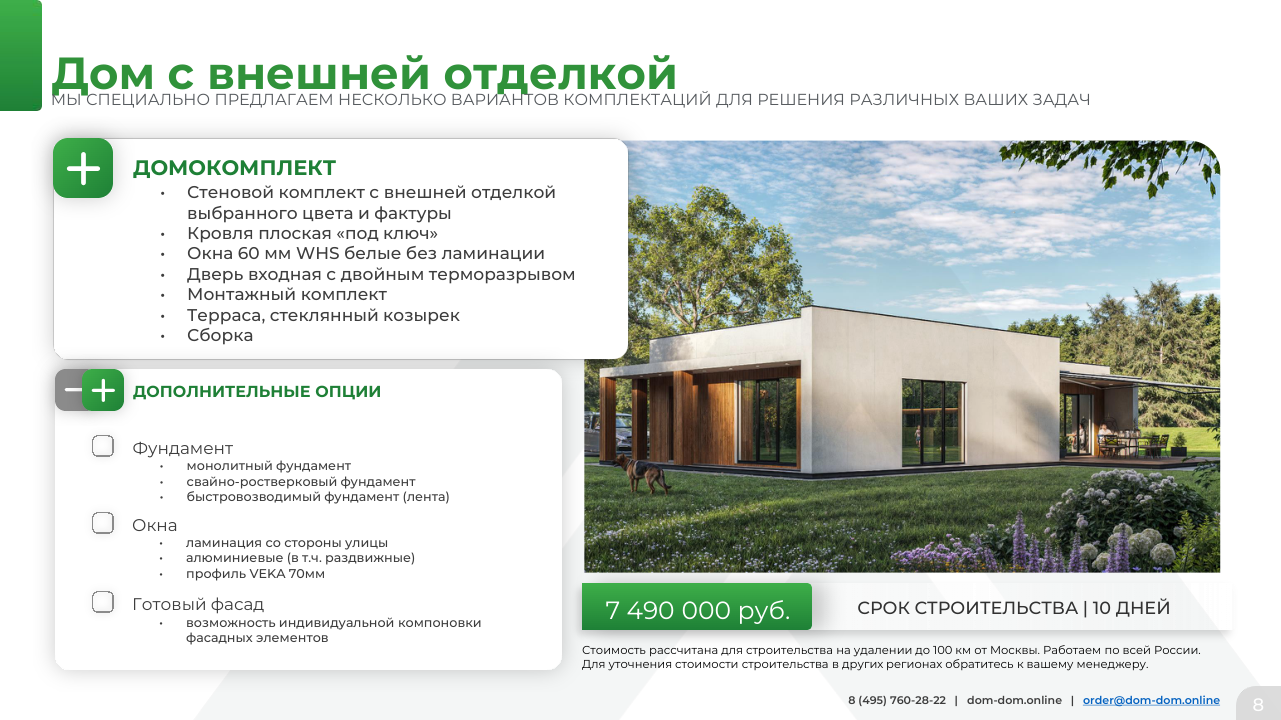 Дом с внешней отделкой
МЫ СПЕЦИАЛЬНО ПРЕДЛАГАЕМ НЕСКОЛЬКО ВАРИАНТОВ КОМПЛЕКТАЦИЙ ДЛЯ РЕШЕНИЯ РАЗЛИЧНЫХ ВАШИХ ЗАДАЧ
ДОМОКОМПЛЕКТ
• Стеновой комплект с внешней отделкой
выбранного цвета и фактуры
• Кровля плоская «под ключ»
• Окна 60 мм WHS белые без ламинации
• Дверь входная с двойным терморазрывом
• Монтажный комплект
• Терраса, стеклянный козырек
• Сборка
ДОПОЛНИТЕЛЬНЫЕ ОПЦИИ
Фундамент
• монолитный фундамент
• свайно-ростверковый фундамент
• быстровозводимый фундамент (лента)
Окна
• ламинация со стороны улицы
• алюминиевые (в т.ч. раздвижные)
• профиль VEKA 70мм
Готовый фасад
• возможность индивидуальной компоновки
фасадных элементов
7 490 000 руб.
СРОК СТРОИТЕЛЬСТВА | 10 ДНЕЙ
Стоимость рассчитана для строительства на удалении до 100 км от Москвы. Работаем по всей России.
Для уточнения стоимости строительства в других регионах обратитесь к вашему менеджеру.
8 (495) 760-28-22 | dom-dom.online | order@dom-dom.online
8